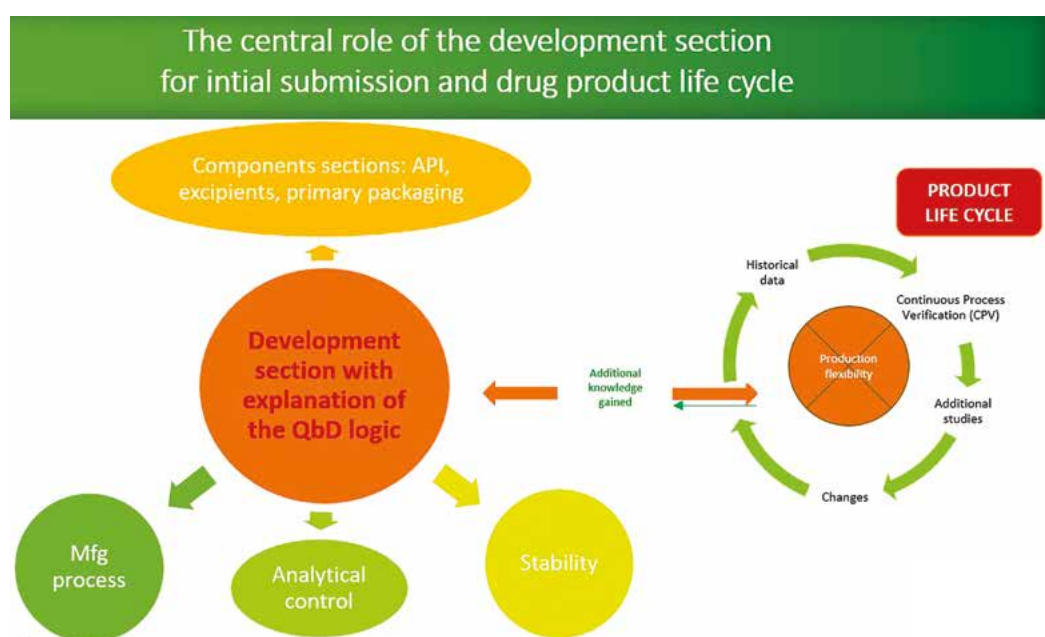 The central role of the development section
for intial submission and drug product life cycle
Components sections: API,
excipients, primary packaging
PRODUCT
LIFE CYCLE
Historical
data
Continuous Process
Verification (CPV)
Development
section with
explanation of
the QbD logic
Additional
knowledge
gained
Production
flexibility
Additional
studies
Changes
Mfg
process
Analytical
control
Stability